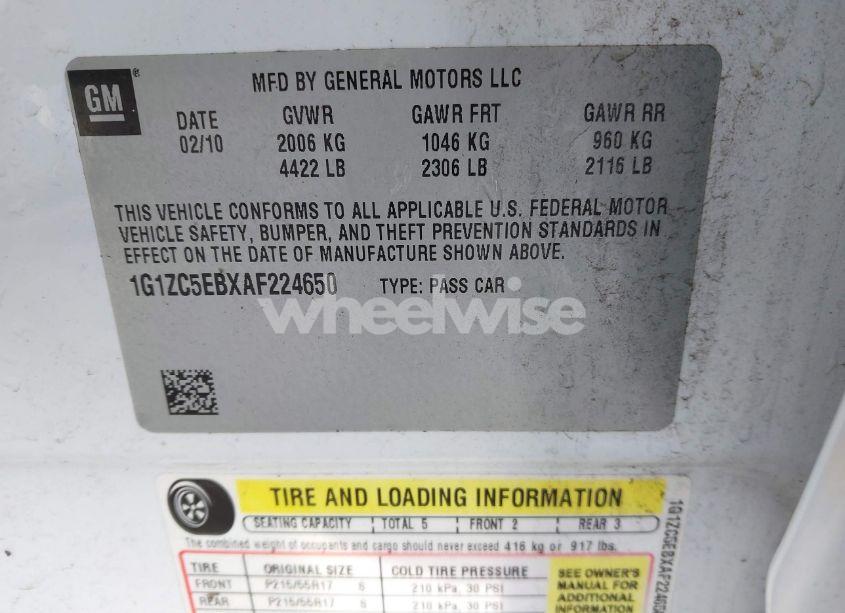 GM
MFD BY GENERAL MOTORS LLC
DATE GVWR GAWR FRT GAWR RR
02/10 2006 KG 1046 KG 960 KG
4422 LB 2306 LB 2116 LB
THIS VEHICLE CONFORMS TO ALL APPLICABLE U.S. FEDERAL MOTOR
VEHICLE SAFETY, BUMPER, AND THEFT PREVENTION STANDARDS IN
EFFECT ON THE DATE OF MANUFACTURE SHOWN ABOVE.
1G1ZC5EBXAF224650 TYPE: PASS CAR
wheelwise
TIRE AND LOADING INFORMATION
SEATING CAPACITY TOTAL 5 FRONT 2 REAR 3
The combined weight of occupants and cargo should never exceed 416 kg or 917 lbs.
TIRE ORIGINAL SIZE COLD TIRE PRESSURE
FRONT P215/55R17 S 210 kPa, 30 PSI
REAR P215/55R17 S 210 kPa, 30 PSI
SEE OWNER'S
MANUAL FOR
ADDITIONAL
INFORMATION